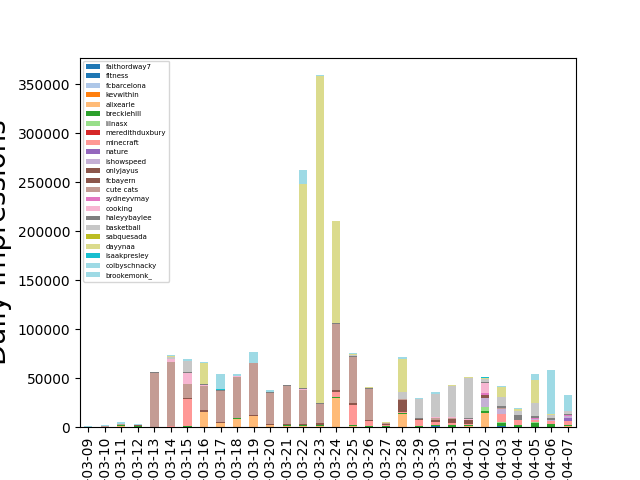 Daily Impressions
350000
300000
250000
200000
150000
100000
50000
0
faithordway7
fitness
fcbarcelona
kevwithin
alixearle
breckiehill
illnasx
meredithduxbury
minecraft
nature
ishowspeed
onlyjayus
fcbayern
cute cats
sydneyvmay
cooking
haleyybaylee
basketball
sabquesada
dayynaa
isaakpresley
colbyschnacky
brookemonk_
03-09
03-10
03-11
03-12
03-13
03-14
03-15
03-16
03-17
03-18
03-19
03-20
03-21
03-22
03-23
03-24
03-25
03-26
03-27
03-28
03-29
03-30
03-31
04-01
04-02
04-03
04-04
04-05
04-06
04-07